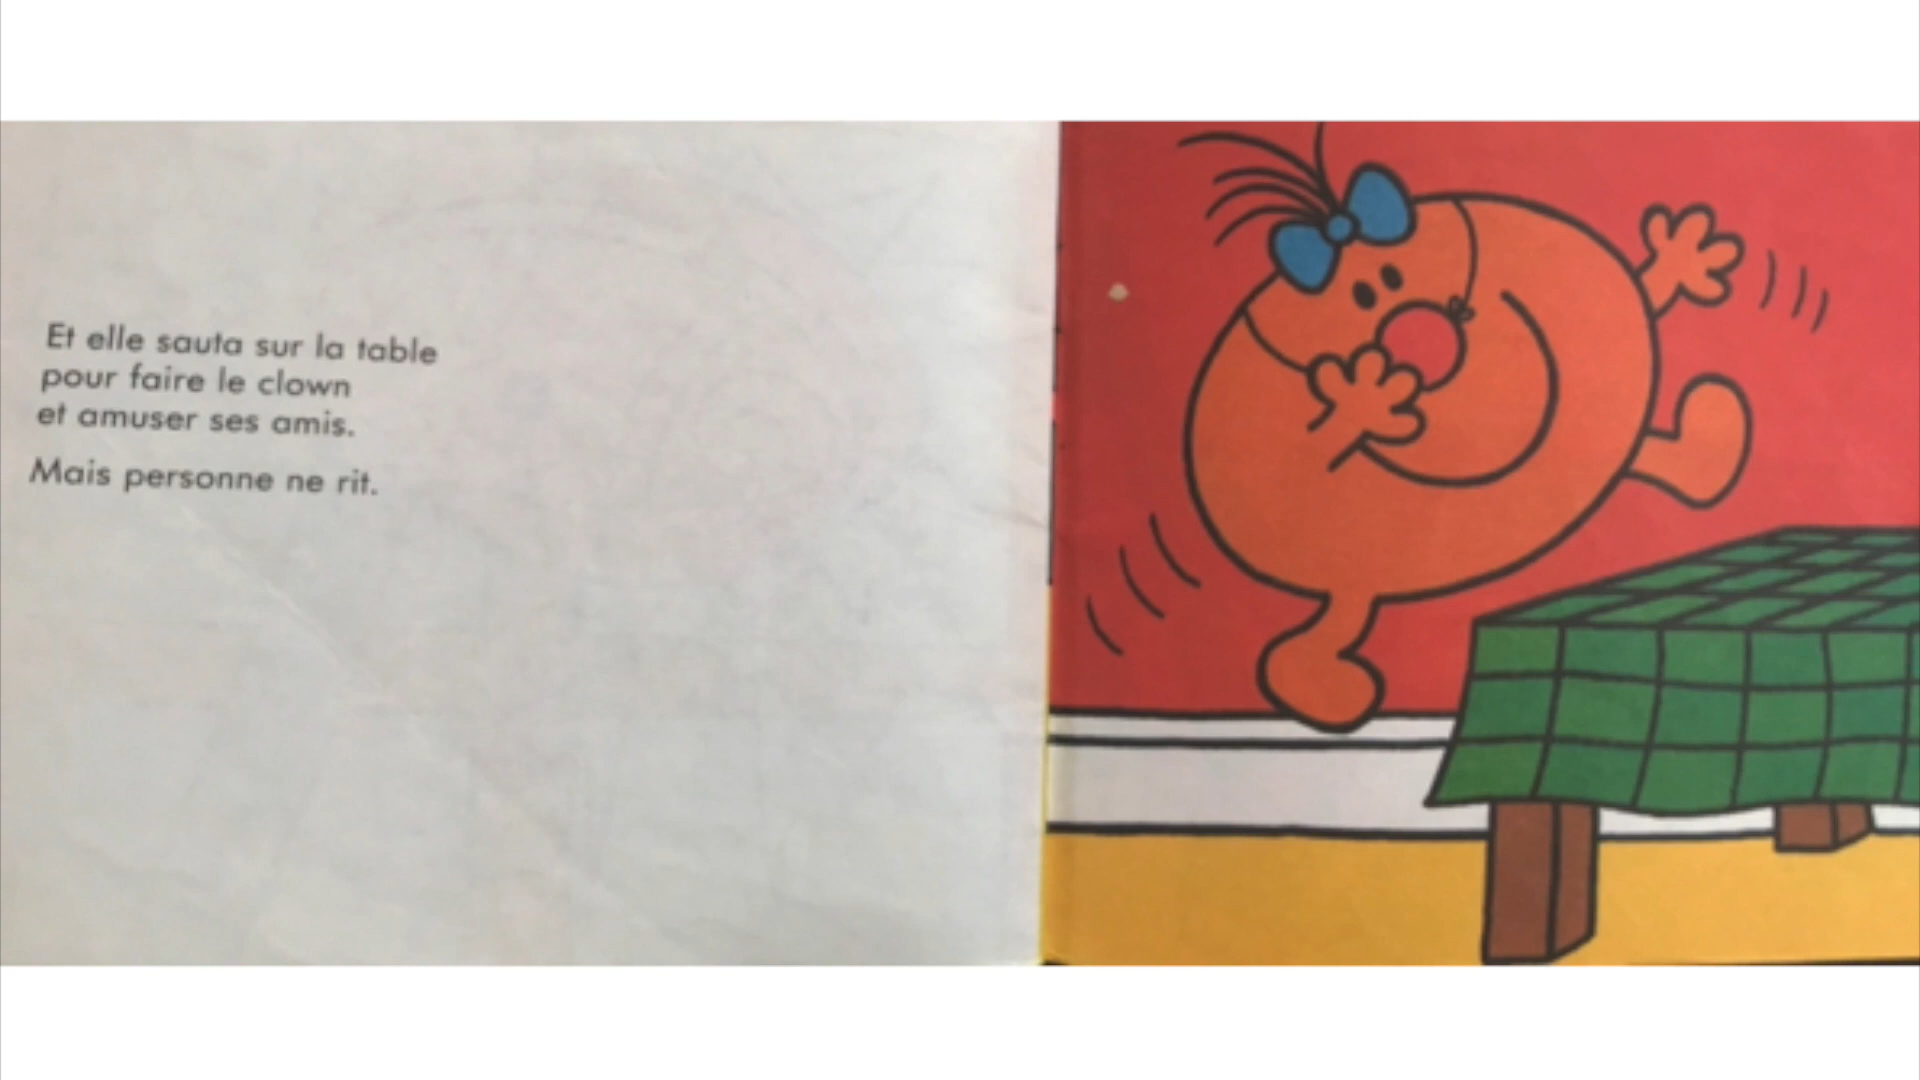 Et elle sauta sur la table
pour faire le clown
et amuser ses amis.
Mais personne ne rit.